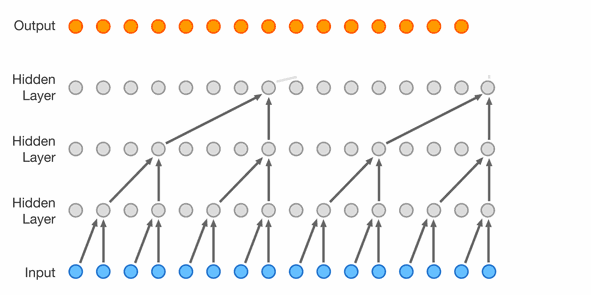 Output
Hidden
Layer
Hidden
Layer
Hidden
Layer
Input